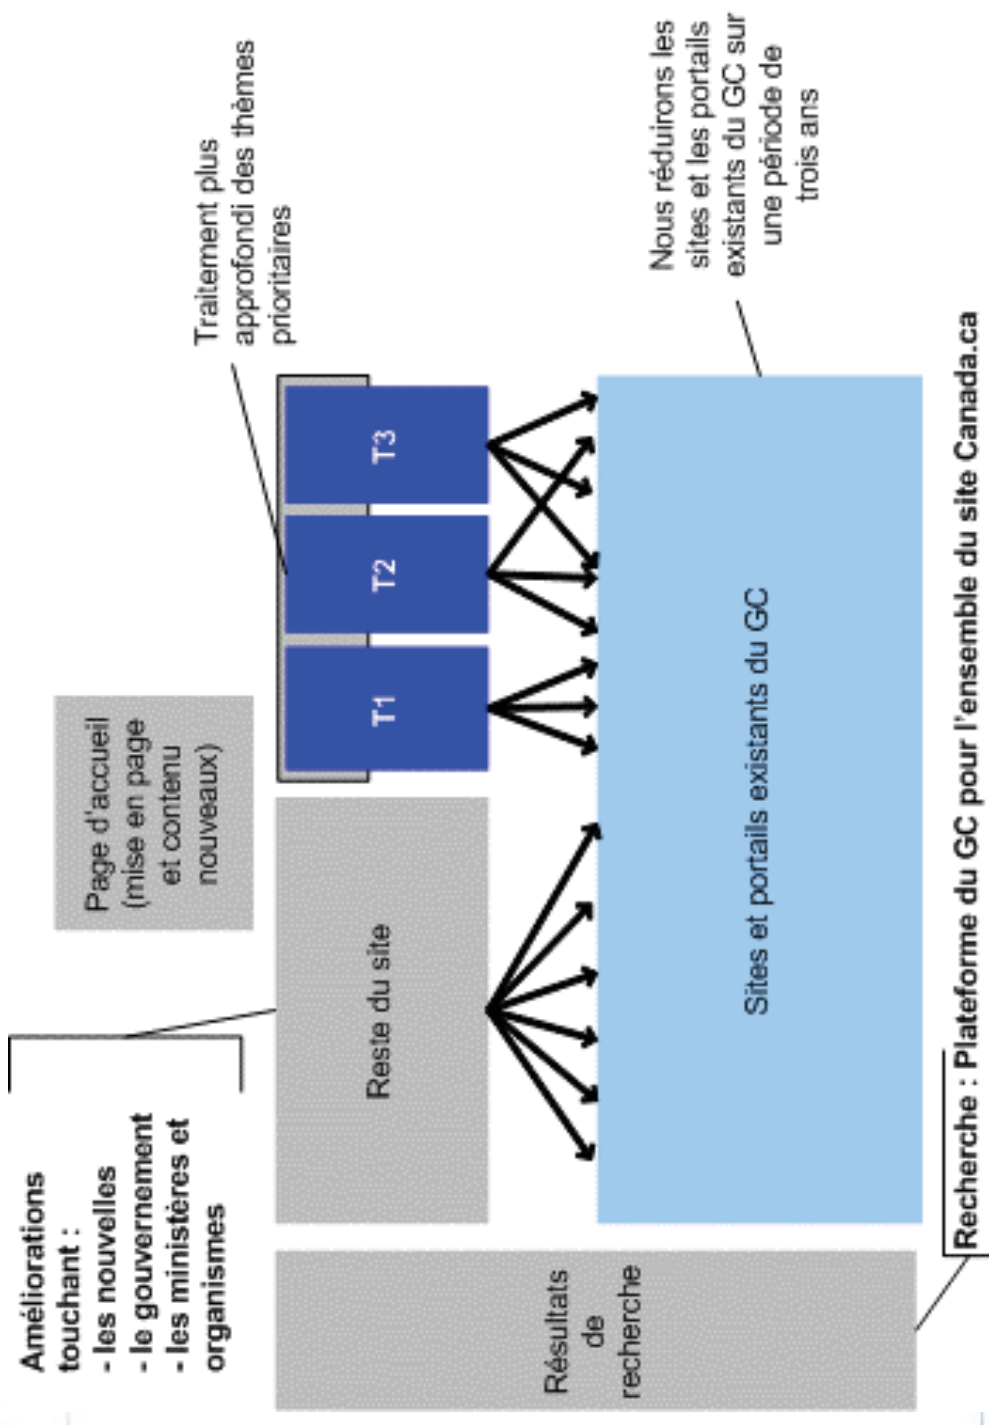 Améliorations
touchant :
- les nouvelles
- le gouvernement
- les ministères et
organismes
Page d'accueil
(mise en page
et contenu
nouveaux)
Traitement plus
approfondi des thèmes
prioritaires
Résultats
de
recherche
Reste du site
T1
T2
T3
Sites et portails existants du GC
Nous réduirons les
sites et les portails
existants du GC sur
une période de
trois ans
Recherche : Plateforme du GC pour l'ensemble du site Canada.ca